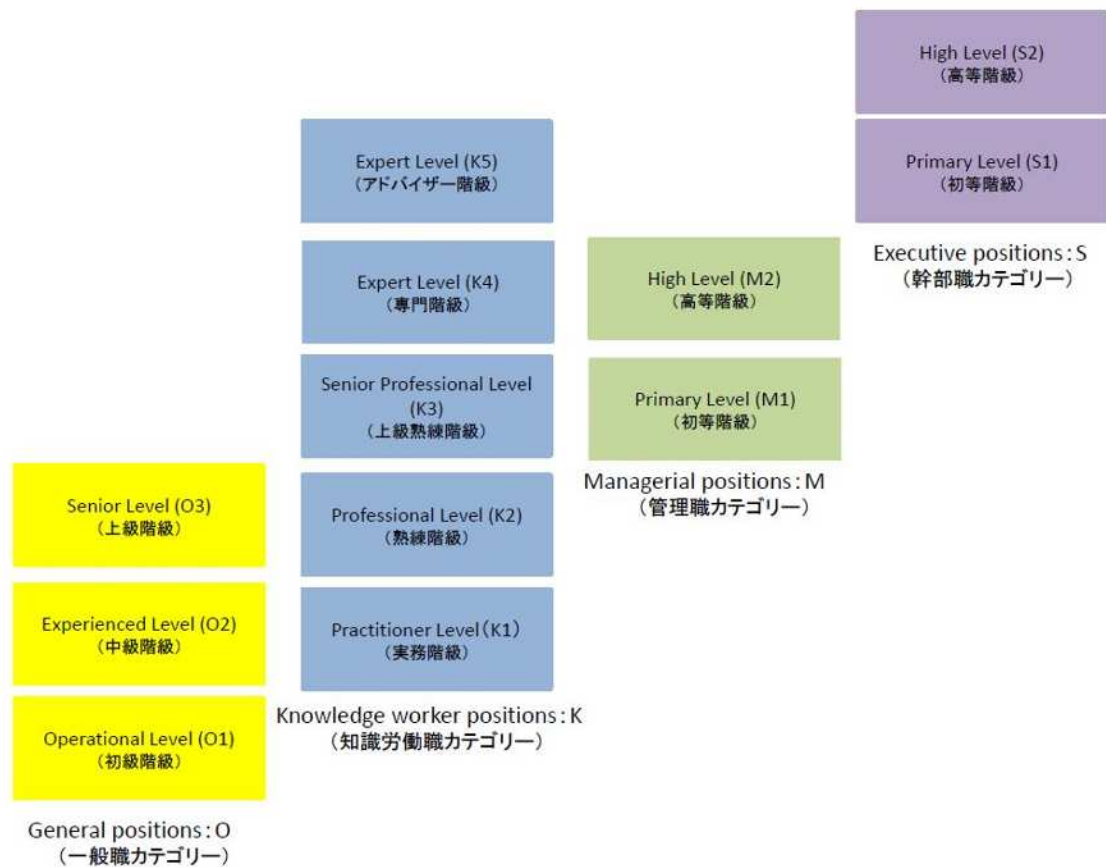 High Level (S2)
（高等階級）
Primary Level (S1)
（初等階級）
Executive positions：S
（幹部職カテゴリー）
Expert Level (K5)
（アドバイザー階級）
Expert Level (K4)
（専門階級）
Senior Professional Level
(K3)
（上級熟練階級）
Professional Level (K2)
（熟練階級）
Practitioner Level（K1）
（実務階級）
Knowledge worker positions：K
（知識労働職カテゴリー）
High Level (M2)
（高等階級）
Primary Level (M1)
（初等階級）
Managerial positions：M
（管理職カテゴリー）
Senior Level (O3)
（上級階級）
Experienced Level (O2)
（中級階級）
Operational Level (O1)
（初級階級）
General positions：O
（一般職カテゴリー）